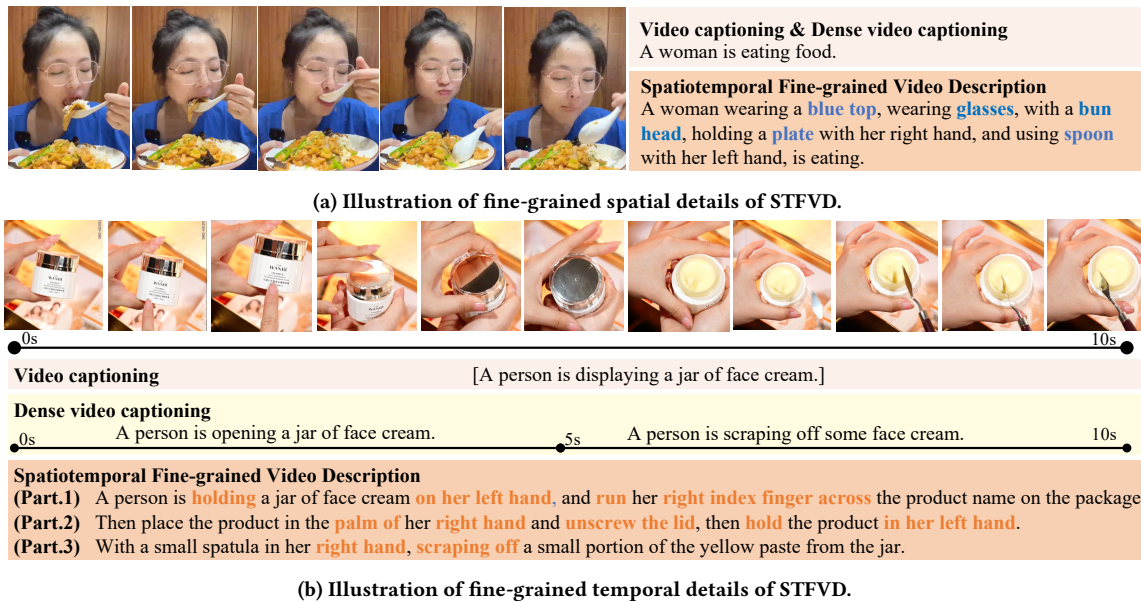 Video captioning & Dense video captioning
A woman is eating food.
Spatiotemporal Fine-grained Video Description
A woman wearing a blue top, wearing glasses, with a bun
head, holding a plate with her right hand, and using spoon
with her left hand, is eating.
(a) Illustration of fine-grained spatial details of STFVD.
WANBI
0s 10s
Video captioning [A person is displaying a jar of face cream.]
Dense video captioning
0s A person is opening a jar of face cream. 5s A person is scraping off some face cream. 10s
Spatiotemporal Fine-grained Video Description
(Part.1) A person is holding a jar of face cream on her left hand, and run her right index finger across the product name on the package
(Part.2) Then place the product in the palm of her right hand and unscrew the lid, then hold the product in her left hand.
(Part.3) With a small spatula in her right hand, scraping off a small portion of the yellow paste from the jar.
(b) Illustration of fine-grained temporal details of STFVD.